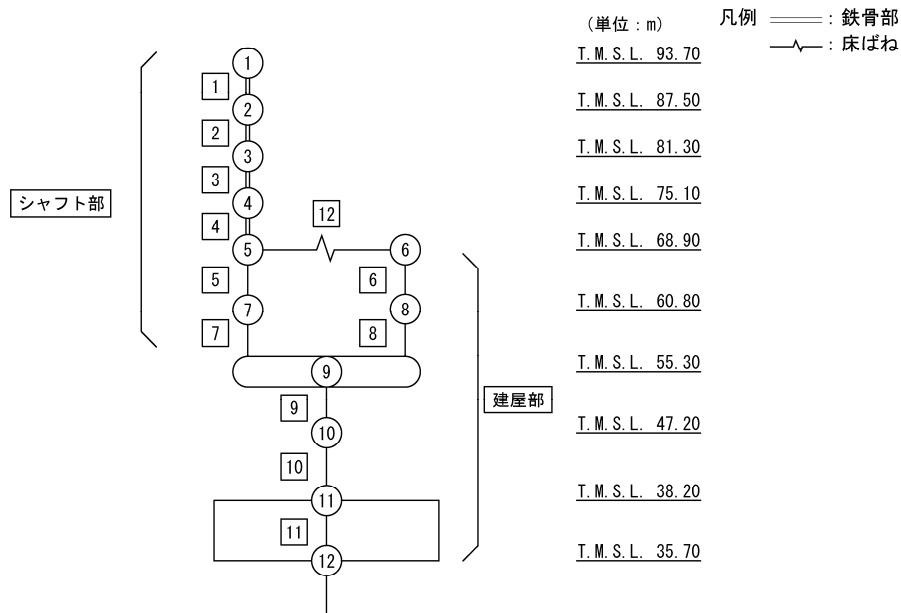 (単位:m)
凡例 : 鉄骨部
: 床ばね
T.M.S.L. 93.70
T.M.S.L. 87.50
T.M.S.L. 81.30
T.M.S.L. 75.10
T.M.S.L. 68.90
T.M.S.L. 60.80
T.M.S.L. 55.30
T.M.S.L. 47.20
T.M.S.L. 38.20
T.M.S.L. 35.70
シャフト部
建屋部
①
1
②
2
③
3
④
4
12
⑤
⑥
5
6
⑦
⑧
7
8
⑨
9
⑩
10
⑪
11
⑫